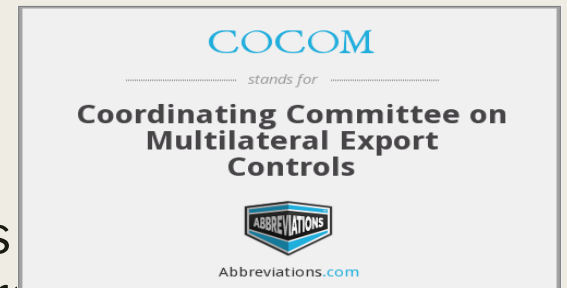 COCOM
stands for
Coordinating Committee on
Multilateral Export
Controls
ABBREVIATIONS
Abbreviations.com
s